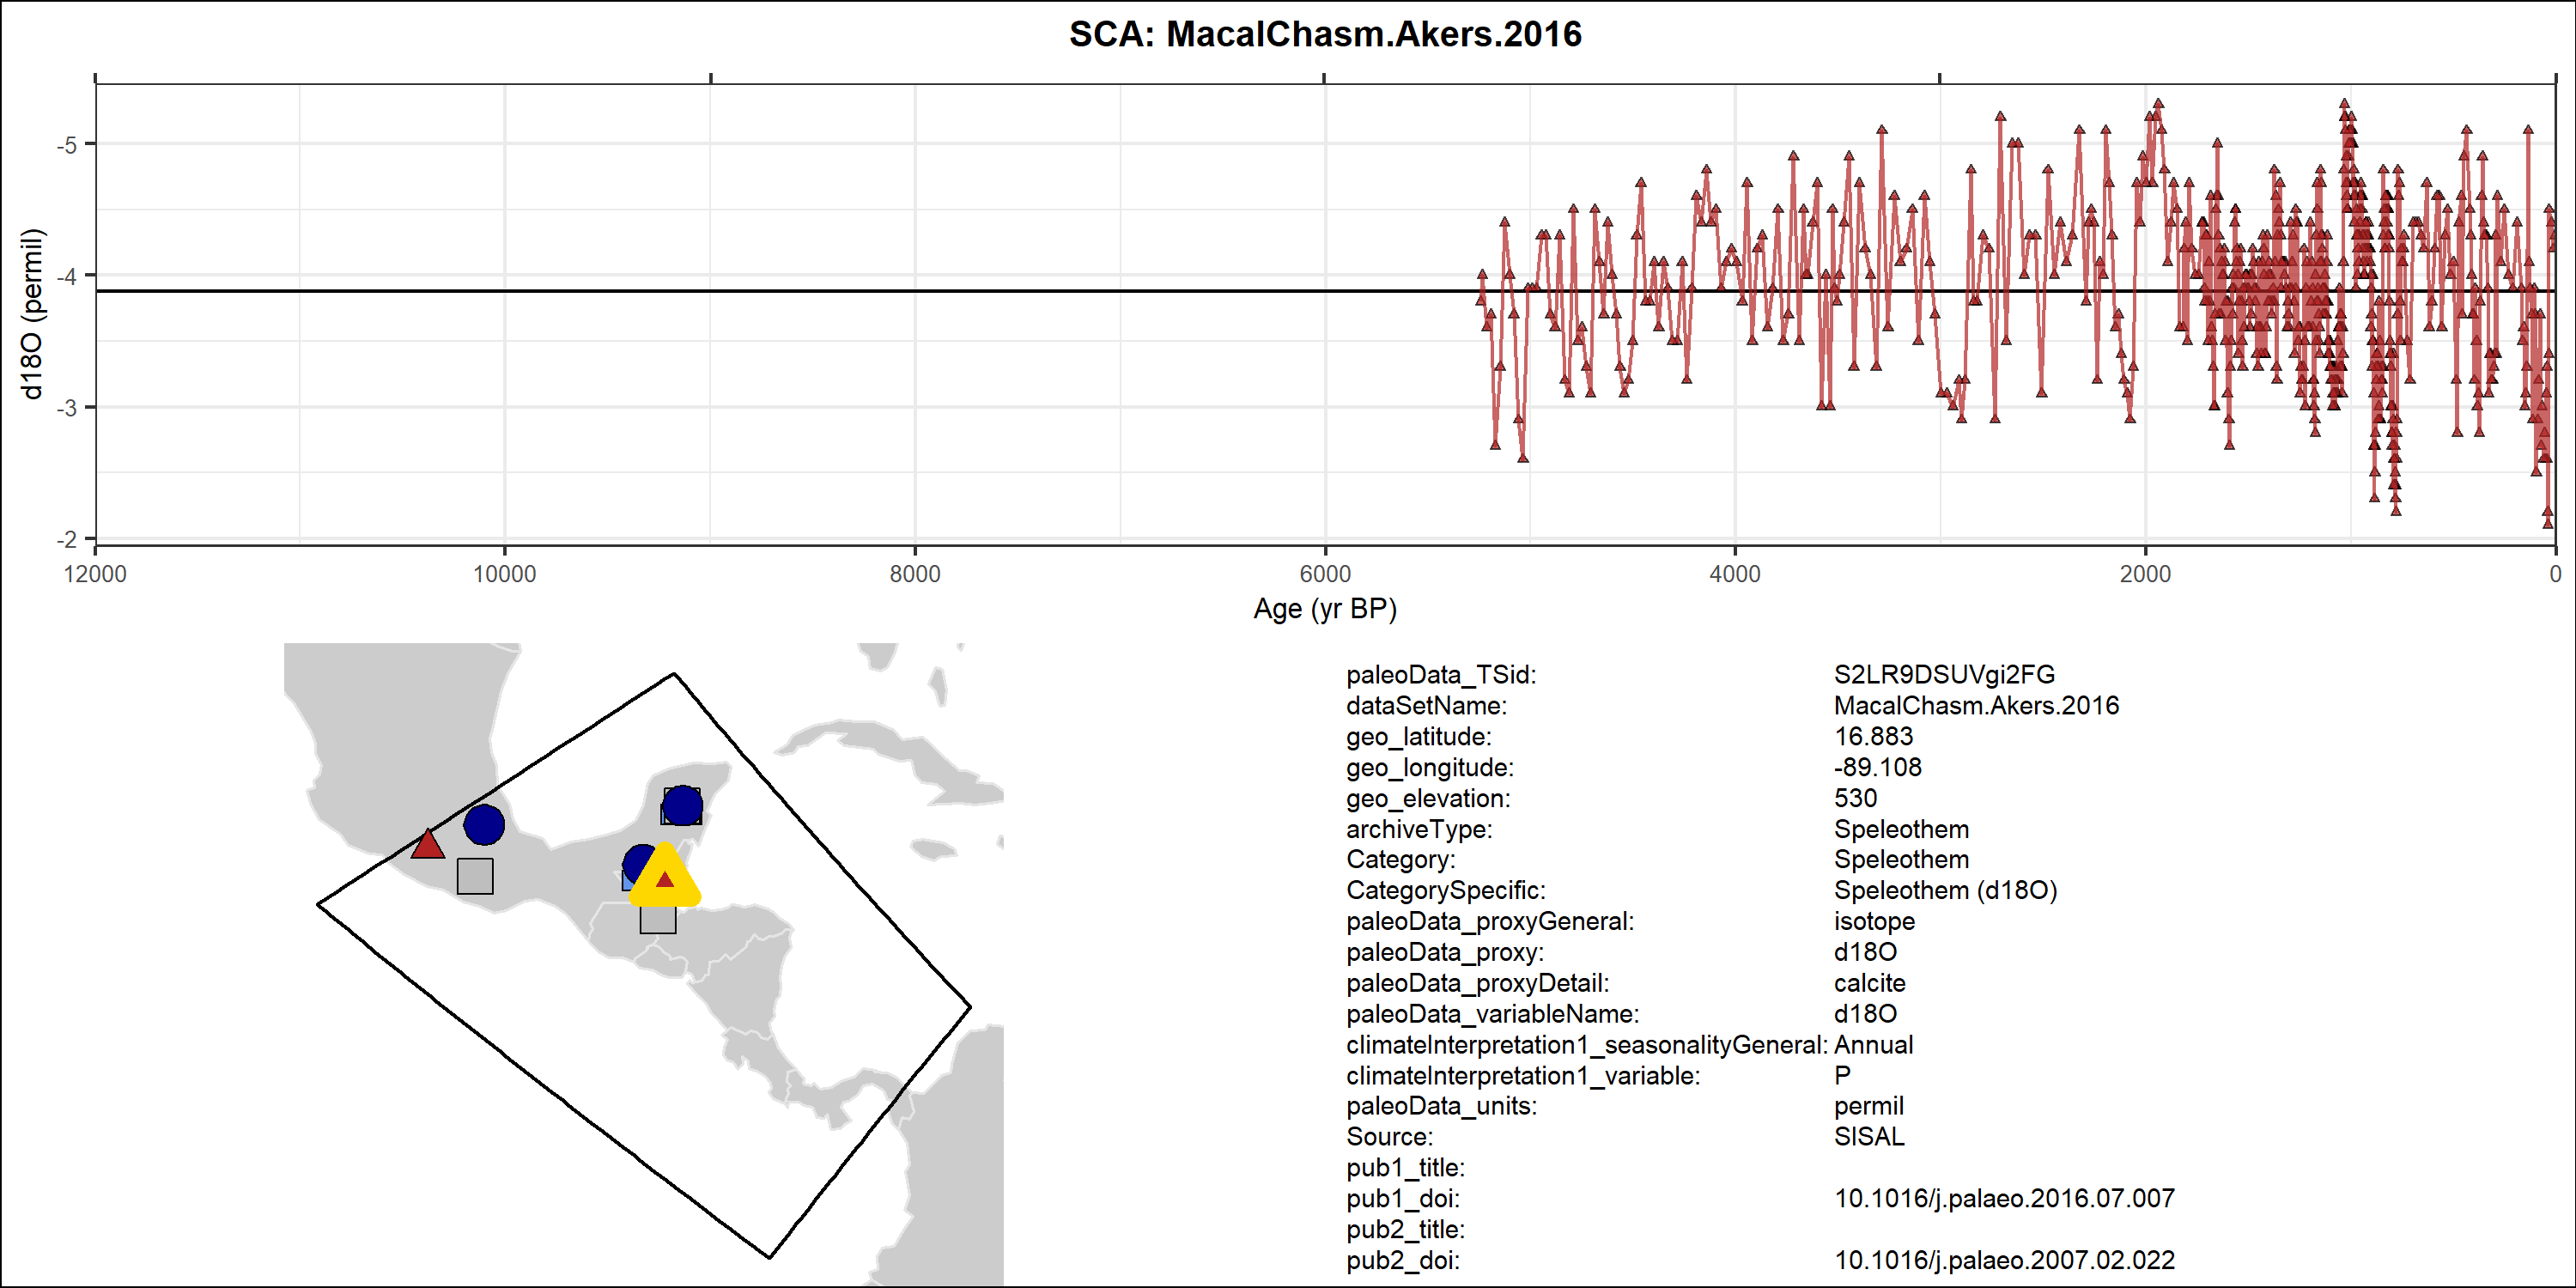 SCA: MacalChasm.Akers.2016
d18O (permil)
-5
-4
-3
-2
12000 10000 8000 6000 4000 2000 0
Age (yr BP)
paleoData_TSid: S2LR9DSUVgi2FG
dataSetName: MacalChasm.Akers.2016
geo_latitude: 16.883
geo_longitude: -89.108
geo_elevation: 530
archiveType: Speleothem
Category: Speleothem
CategorySpecific: Speleothem (d18O)
paleoData_proxyGeneral: isotope
paleoData_proxy: d18O
paleoData_proxyDetail: calcite
paleoData_variableName: d18O
climateInterpretation1_seasonalityGeneral: Annual
climateInterpretation1_variable: P
paleoData_units: permil
Source: SISAL
pub1_title:
pub1_doi: 10.1016/j.palaeo.2016.07.007
pub2_title:
pub2_doi: 10.1016/j.palaeo.2007.02.022